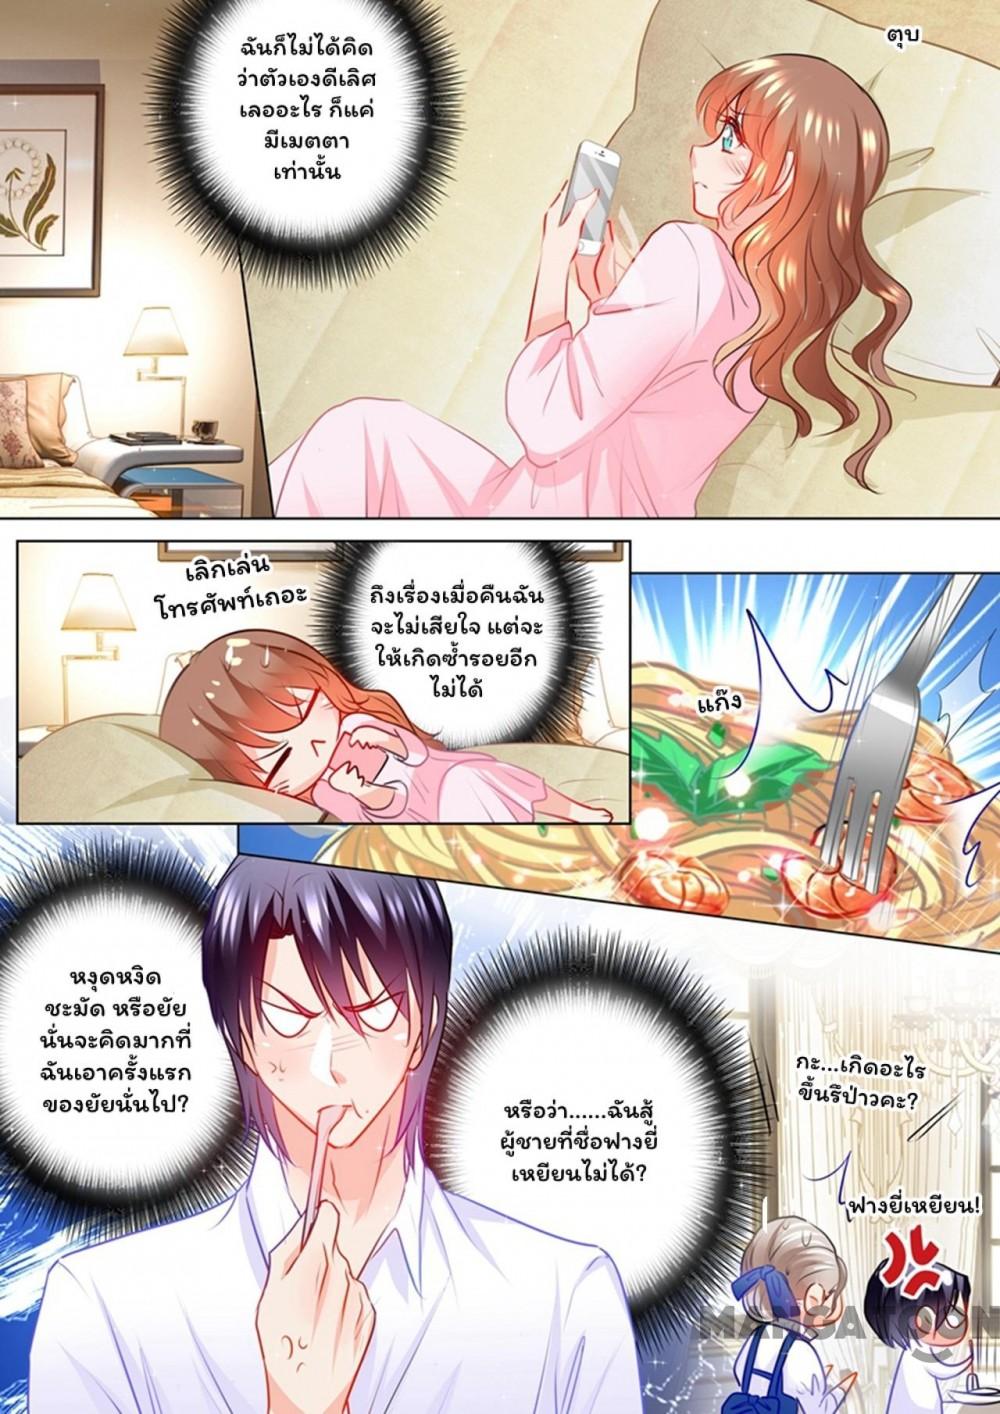 ตุบ
ฉันก็ไม่ได้คิด
ว่าตัวเองดีเลิศ
เลออะไร ก็แค่
มีเมตตา
เท่านั้น
เลิกเล่น
โทรศัพท์เถอะ
ถึงเรื่องเมื่อคืนฉัน
จะไม่เสียใจ แต่จะ
ให้เกิดซ้ำรอยอีก
ไม่ได้
แก๊ง
หงุดหงิด
ชะมัด หรือยัย
นั่นจะคิดมากที่
ฉันเอาครั้งแรก
ของยัยนั่นไป?
หรือว่า......ฉันสู้
ผู้ชายที่ชื่อฟางยี่
เหยียนไม่ได้?
กะ...เกิดอะไร
ขึ้นรึป่าวคะ?
ฟางยี่เหยียน!
MANGATOON